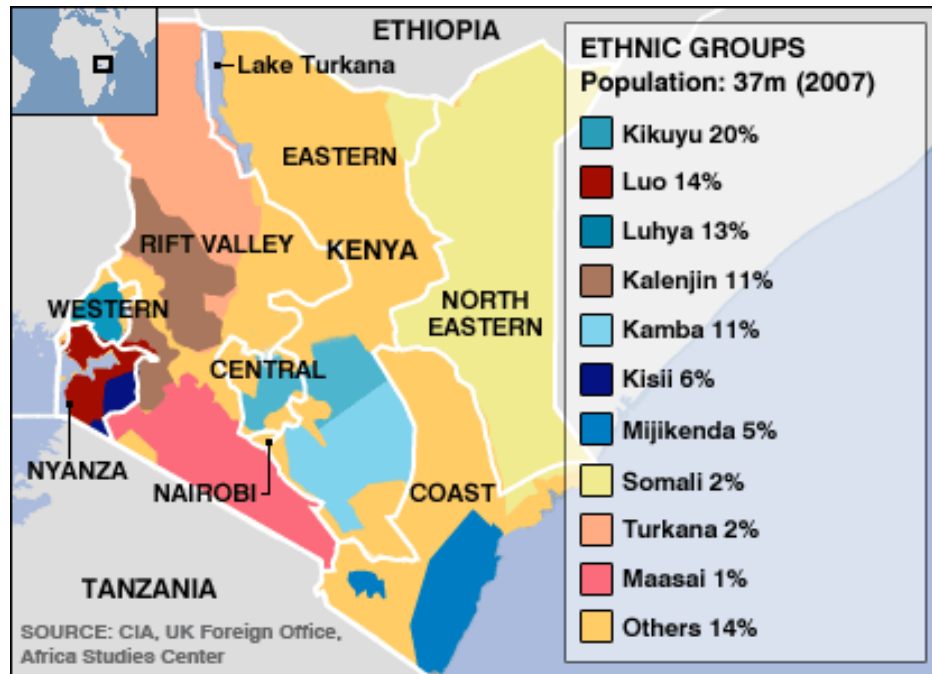 ETHIOPIA
Lake Turkana
EASTERN
RIFT VALLEY
KENYA
WESTERN
NORTH
EASTERN
CENTRAL
NYANZA
NAIROBI
COAST
TANZANIA
SOURCE: CIA, UK Foreign Office,
Africa Studies Center
ETHNIC GROUPS
Population: 37m (2007)
Kikuyu 20%
Luo 14%
Luhya 13%
Kalenjin 11%
Kamba 11%
Kisii 6%
Mijikenda 5%
Somali 2%
Turkana 2%
Maasai 1%
Others 14%